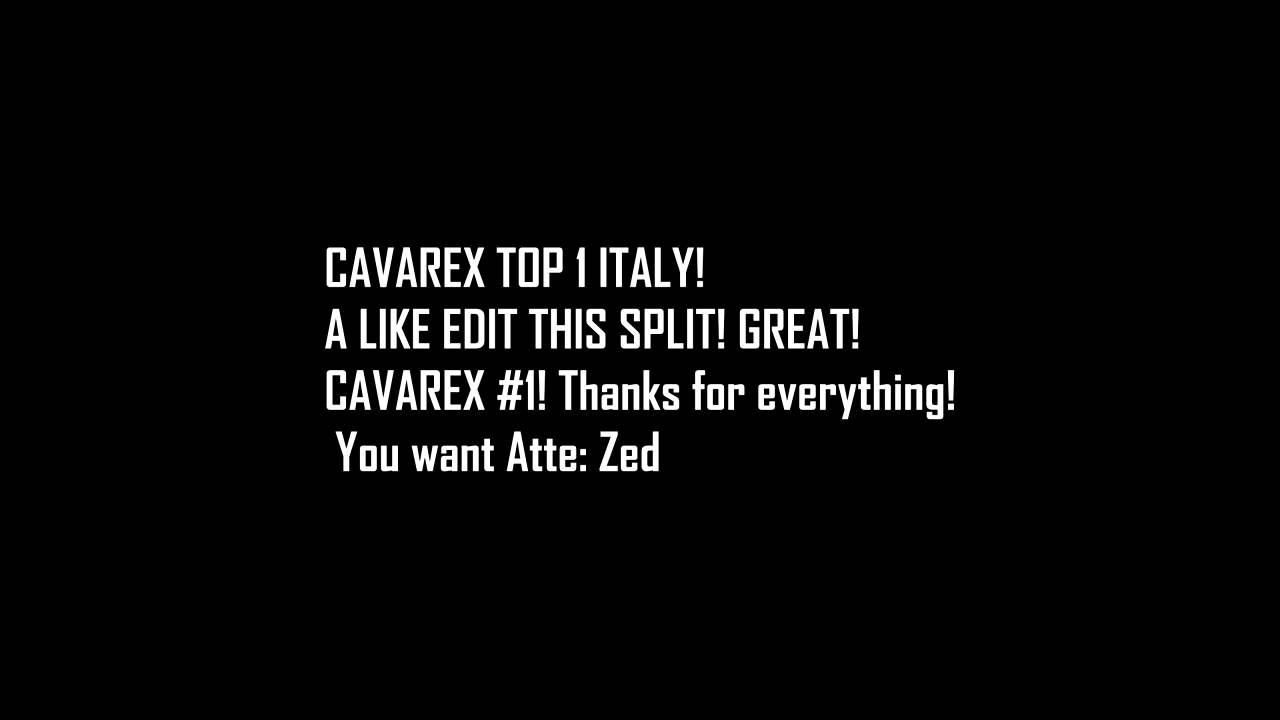 CAVAREX TOP 1 ITALY!
A LIKE EDIT THIS SPLIT! GREAT!
CAVAREX #1! Thanks for everything!
You want Atte: Zed